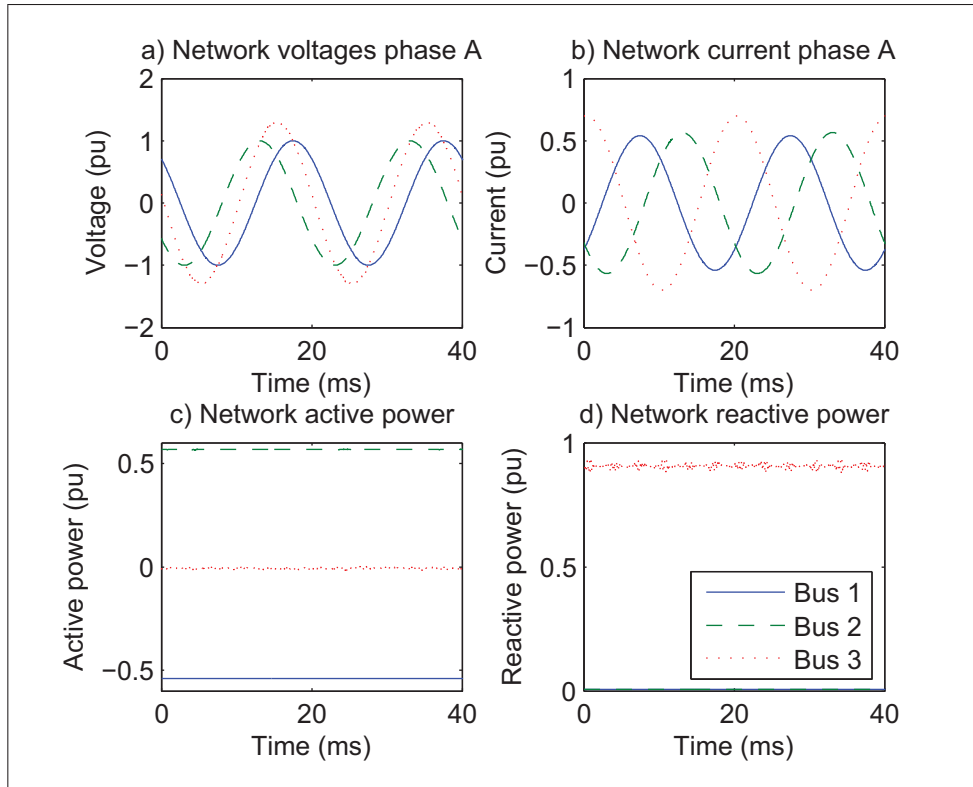 a) Network voltages phase A
2
1
0
−1
−2
Voltage (pu)
0
20
40
Time (ms)
b) Network current phase A
1
0.5
0
−0.5
−1
Current (pu)
0
20
40
Time (ms)
c) Network active power
0.5
0
−0.5
Active power (pu)
0
20
40
Time (ms)
d) Network reactive power
1
0.5
0
Reactive power (pu)
0
20
40
Time (ms)
Bus 1
Bus 2
Bus 3